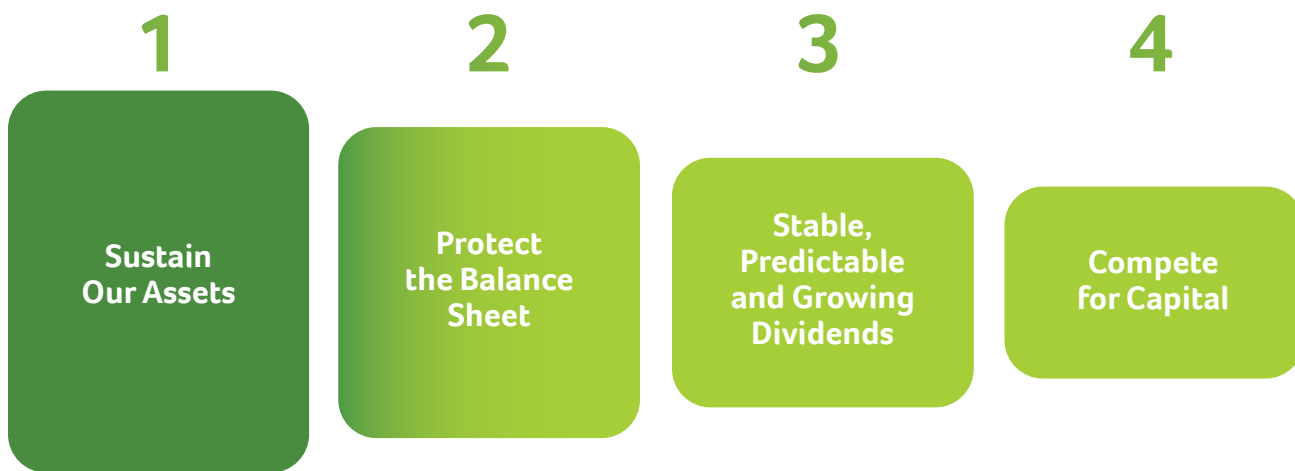 1
Sustain
Our Assets
2
Protect
the Balance
Sheet
3
Stable,
Predictable
and Growing
Dividends
4
Compete
for Capital